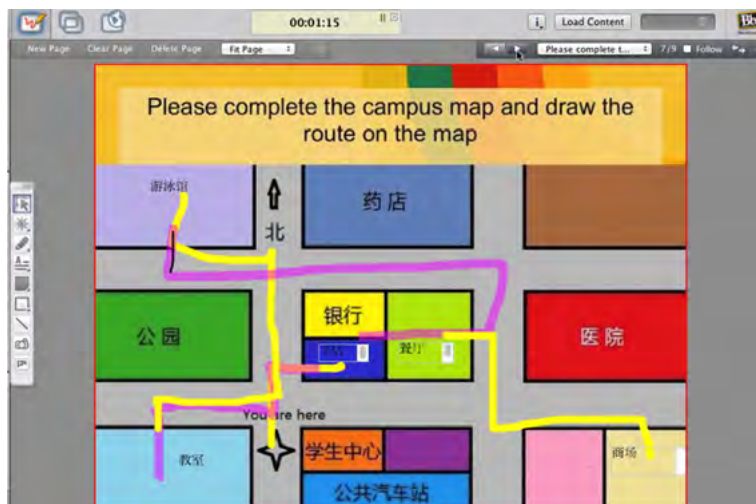 00:01:15
Load Content
Bb
New Page Clear Page Delete Page Fit Page
Please complete t... 7/9 Follow
Please complete the campus map and draw the
route on the map
游泳馆
药店
北
银行
公园
餐厅
医院
You are here
教室
学生中心
商场
公共汽车站